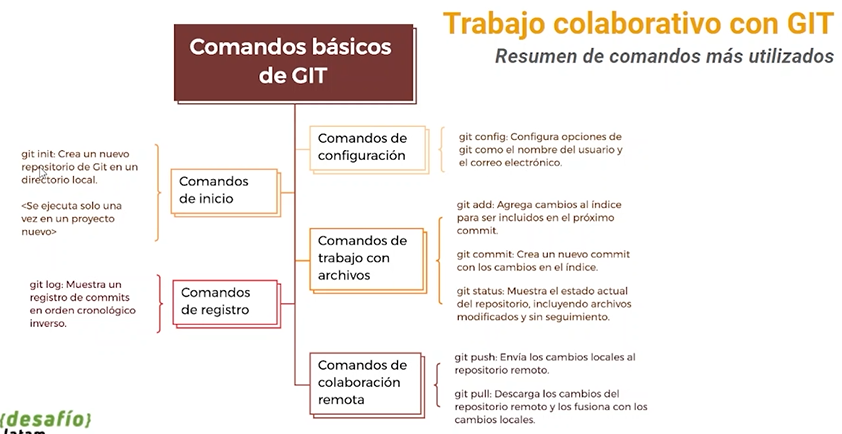 Trabajo colaborativo con GIT
Resumen de comandos más utilizados
Comandos básicos
de GIT
Comandos de
configuración
git config: Configura opciones de
git como el nombre del usuario y
el correo electrónico.
git init: Crea un nuevo
repositorio de Git en un
directorio local.
<Se ejecuta solo una
vez en un proyecto
nuevo>
Comandos
de inicio
Comandos de
trabajo con
archivos
git add: Agrega cambios al índice
para ser incluidos en el próximo
commit.
git commit: Crea un nuevo commit
con los cambios en el índice.
git status: Muestra el estado actual
del repositorio, incluyendo archivos
modificados y sin seguimiento.
git log: Muestra un
registro de commits
en orden cronológico
inverso.
Comandos
de registro
Comandos de
colaboración
remota
git push: Envía los cambios locales al
repositorio remoto.
git pull: Descarga los cambios del
repositorio remoto y los fusiona con los
cambios locales.
{desafío}
latam